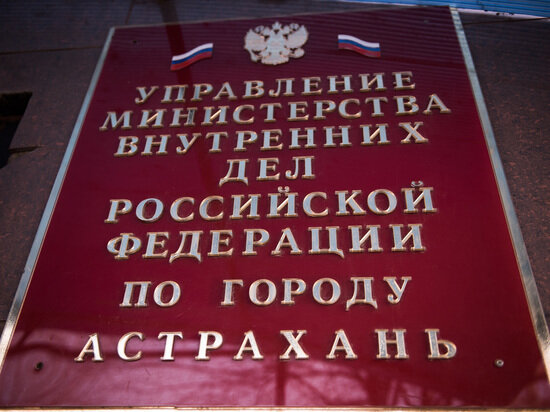 УПРАВЛЕНИЕ
МИНИСТЕРСТВА
ВНУТРЕННИХ
ДЕЛ
РОССИЙСКОЙ
ФЕДЕРАЦИИ
ПО ГОРОДУ
АСТРАХАНЬ